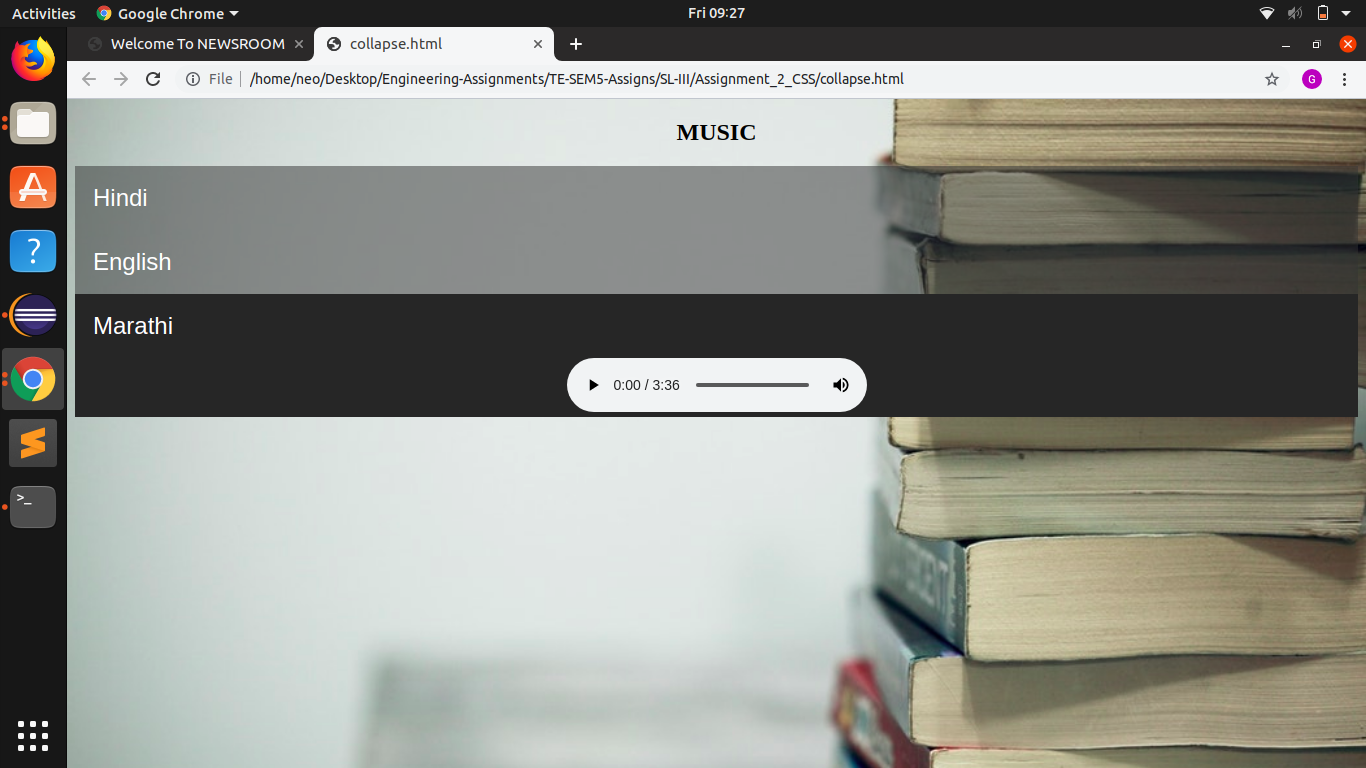 Activities Google Chrome Fri 09:27
Welcome To NEWSROOM collapse.html
File /home/neo/Desktop/Engineering-Assignments/TE-SEM5-Assigns/SL-III/Assignment_2_CSS/collapse.html G
MUSIC
Hindi
English
Marathi
0:00 / 3:36
>_